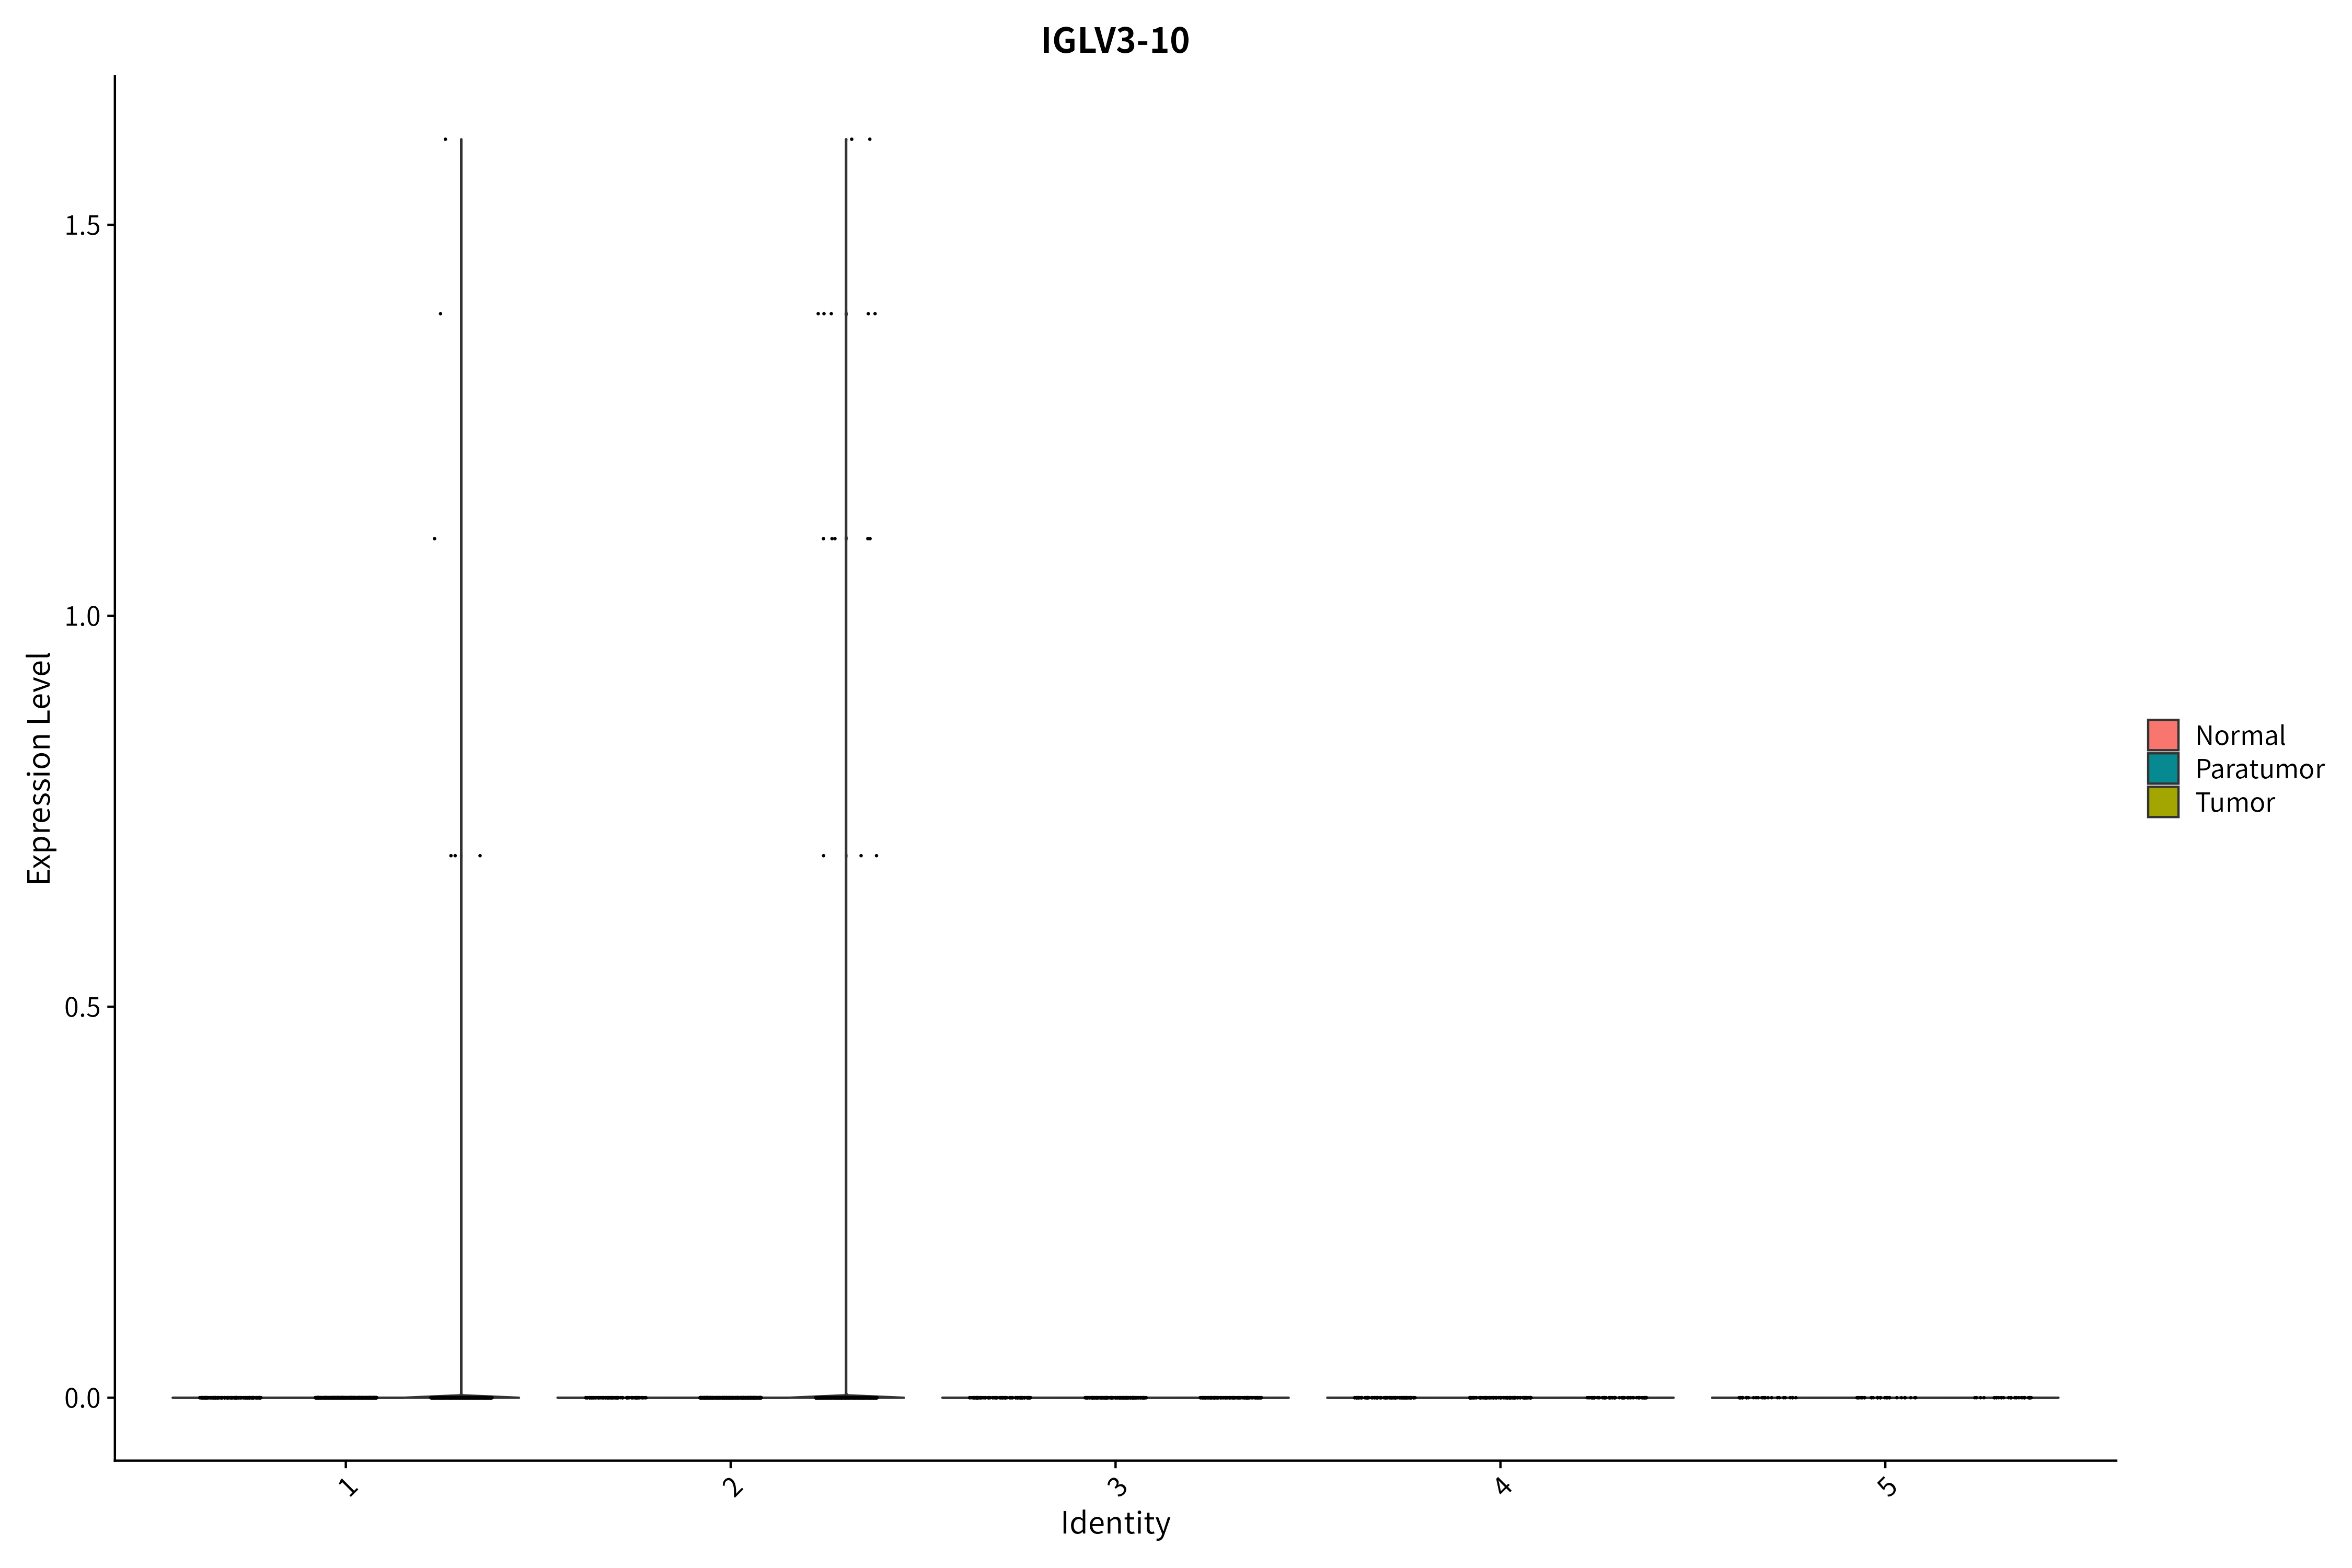 IGLV3-10
Expression Level
1.5
1.0
0.5
0.0
1
2
3
4
5
Identity
Normal
Paratumor
Tumor